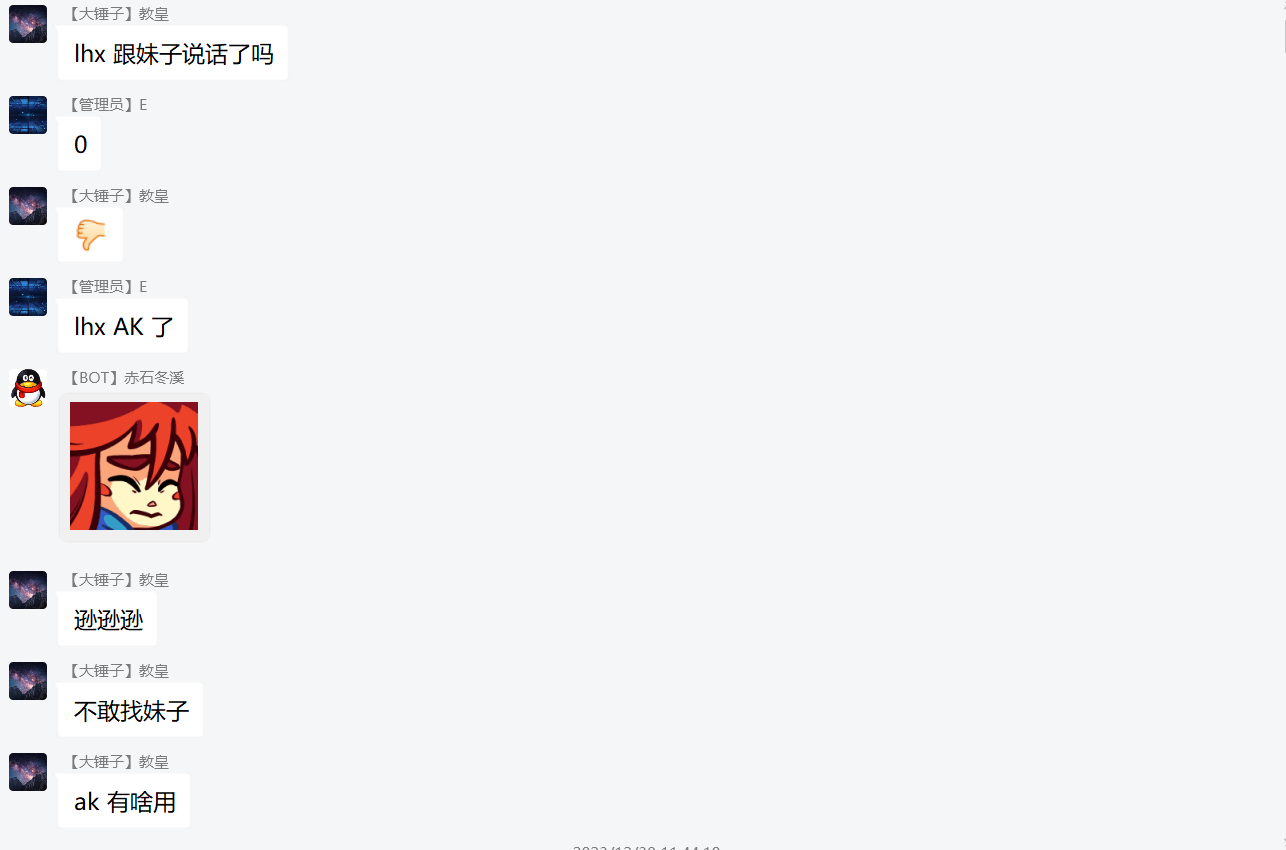 【大锤子】教皇
lhx 跟妹子说话了吗
【管理员】E
0
【大锤子】教皇
【管理员】E
lhx AK 了
【BOT】赤石冬溪
【大锤子】教皇
逊逊逊
【大锤子】教皇
不敢找妹子
【大锤子】教皇
ak 有啥用